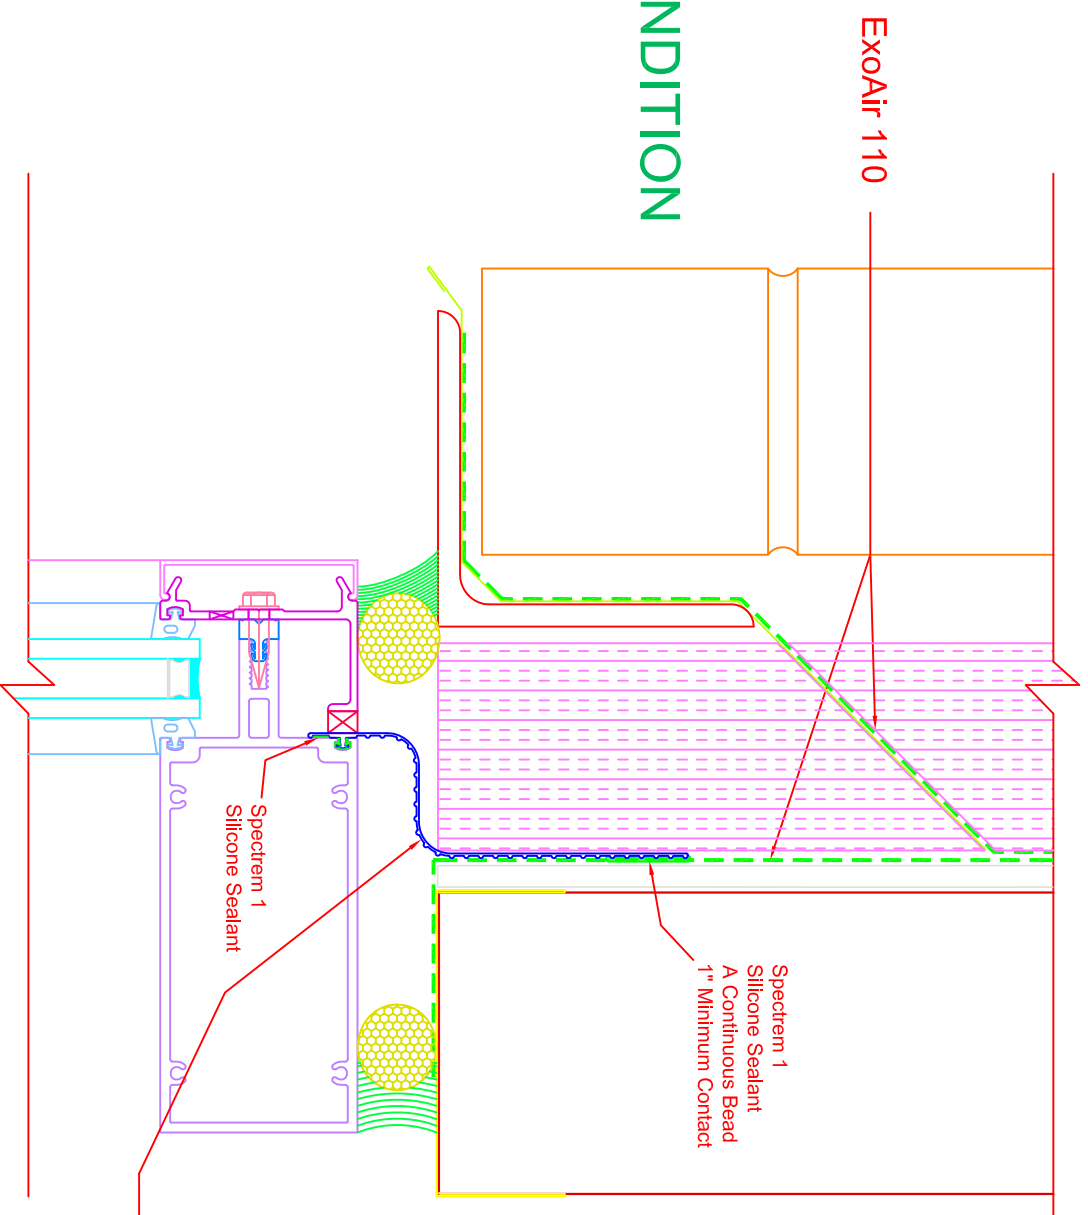 NDITION
ExoAir 110
Spectrem 1
Silicone Sealant
Spectrem 1
Silicone Sealant
A Continuous Bead
1" Minimum Contact